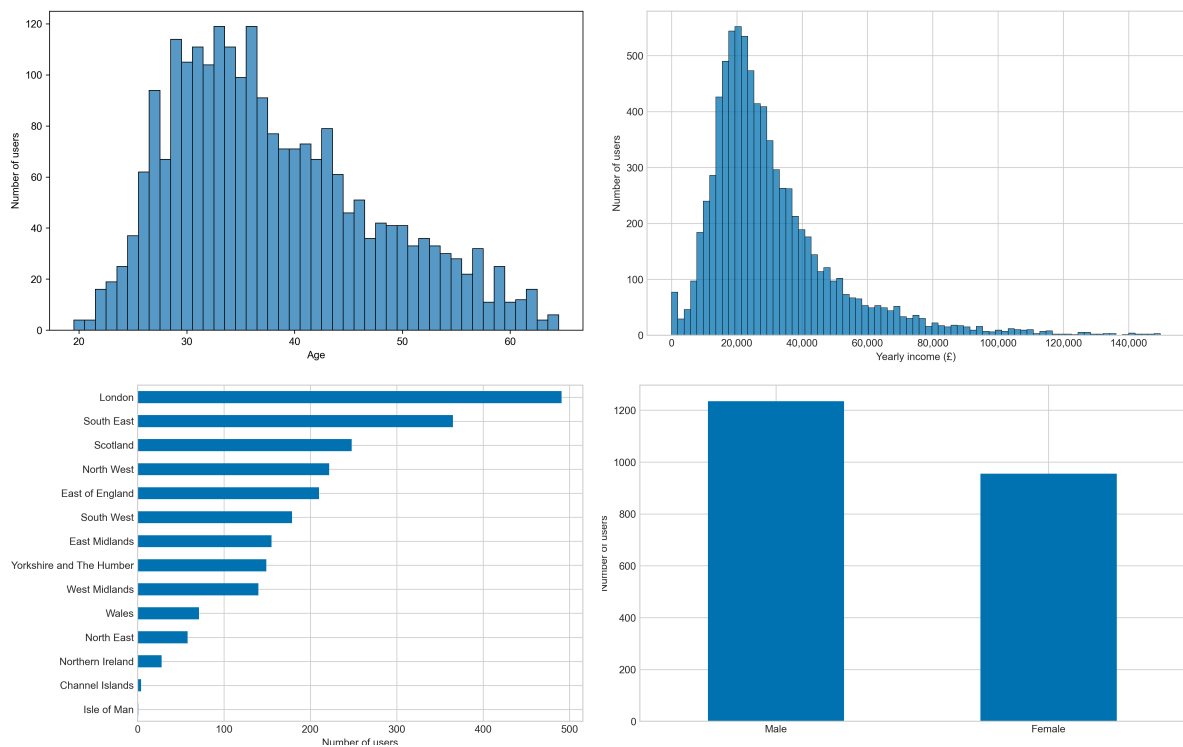 120
100
80
60
40
20
0
Number of users
20 30 40 50 60
Age
500
400
300
200
100
0
Number of users
0 20,000 40,000 60,000 80,000 100,000 120,000 140,000
Yearly income (£)
London
South East
Scotland
North West
East of England
South West
East Midlands
Yorkshire and The Humber
West Midlands
Wales
North East
Northern Ireland
Channel Islands
Isle of Man
0 100 200 300 400 500
Number of users
1200
1000
800
600
400
200
0
Number of users
Male Female